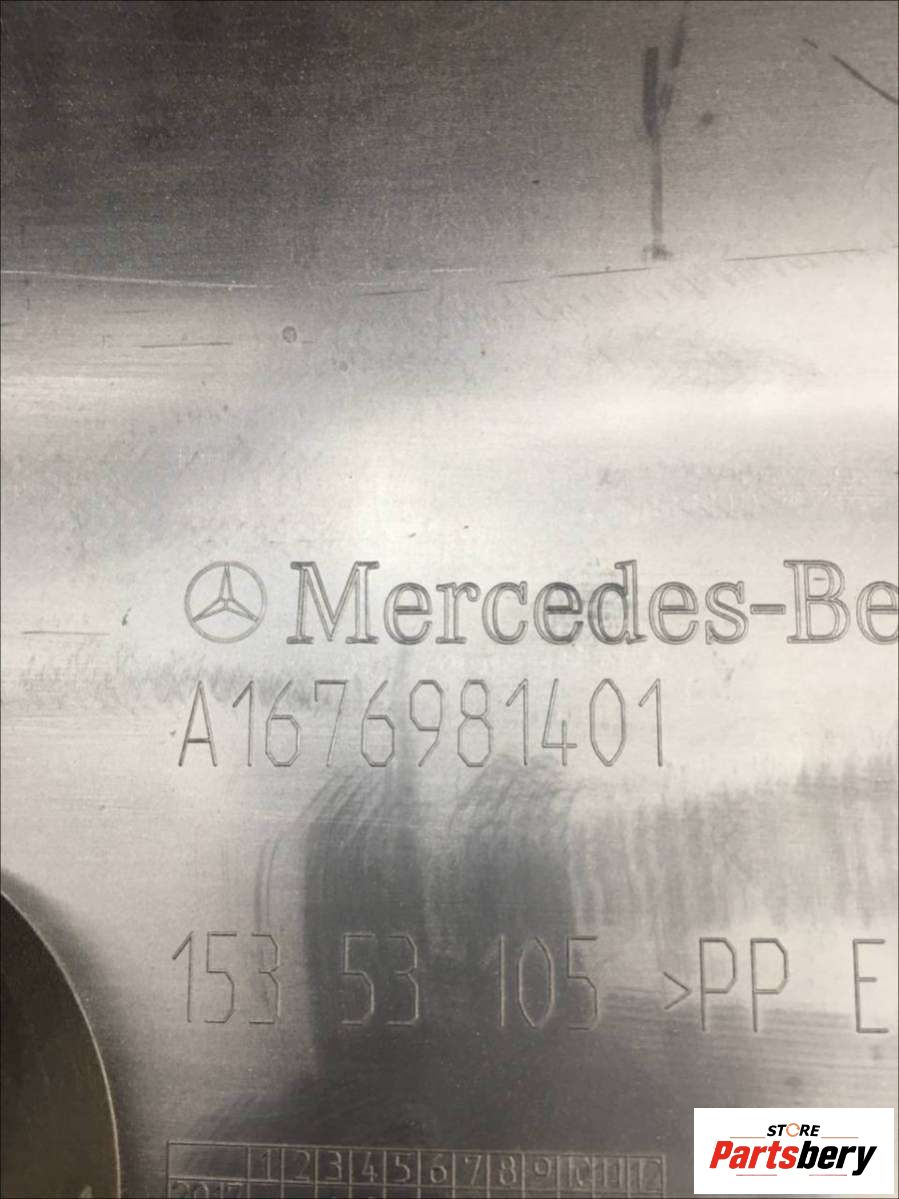 Mercedes-Be
A1676981401
153 53 105 >PP E
1 2 3 4 5 6 7 8 9 10 11 12
2017
STORE
Partsbery